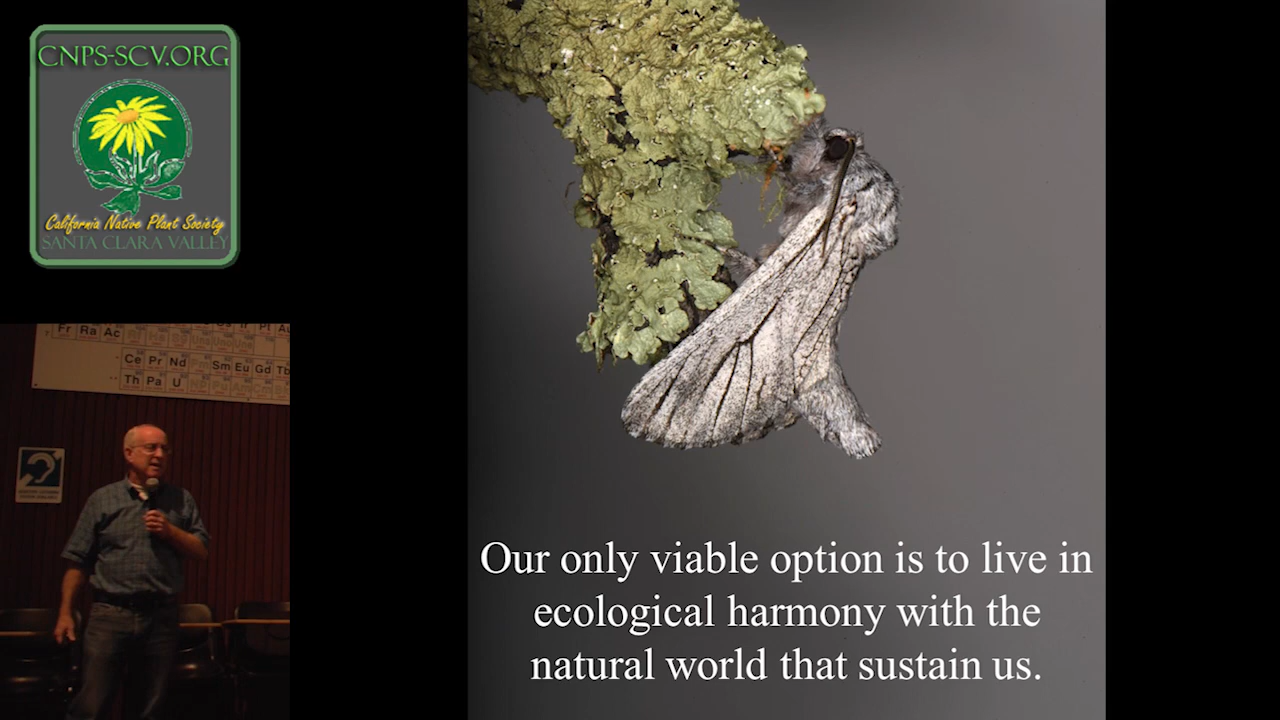 CNPS-SCV.ORG
California Native Plant Society
SANTA CLARA VALLEY
Fr Ra Ac
Ce Pr Nd Sm Eu Gd Tb
Th Pa U
Our only viable option is to live in
ecological harmony with the
natural world that sustain us.